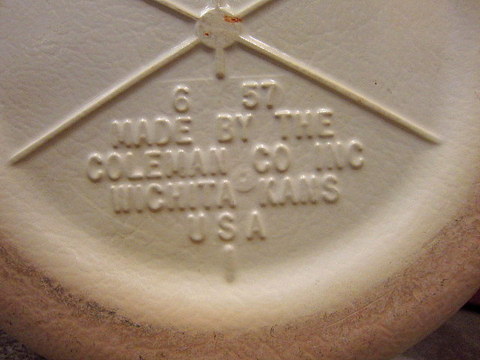 6 57
MADE BY THE
COLEMAN CO INC
WICHITA KANS
USA